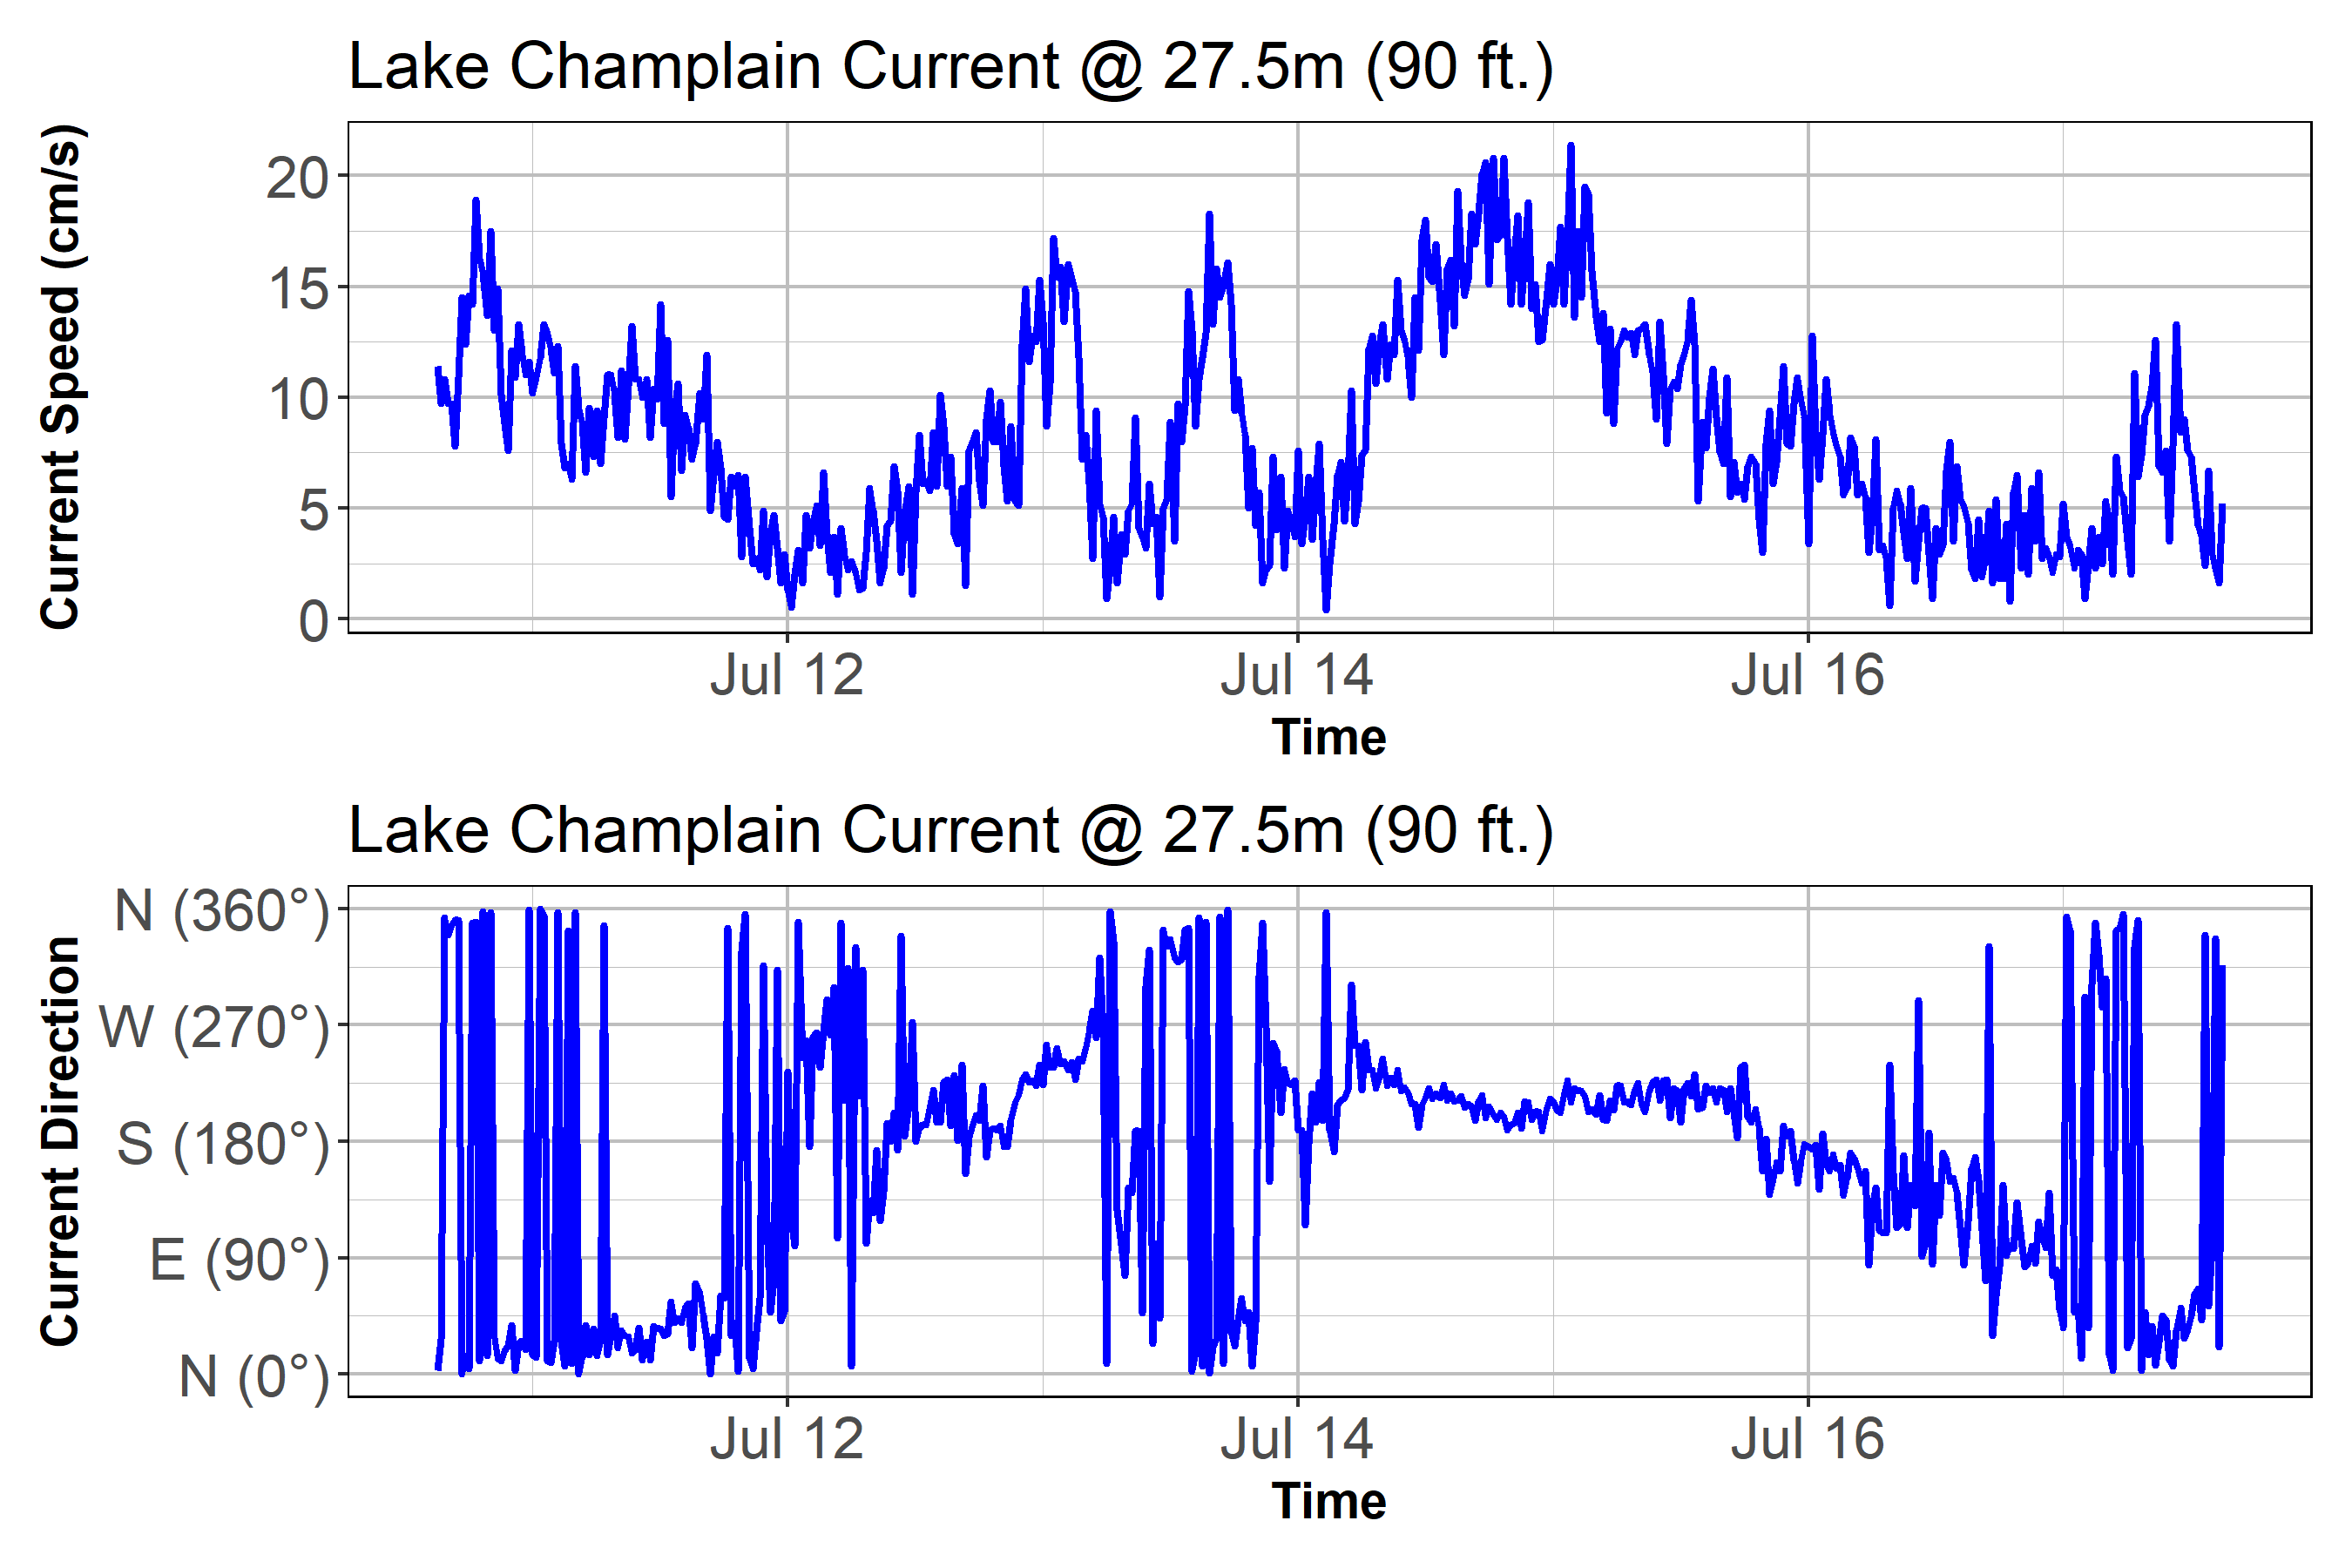 Lake Champlain Current @ 27.5m (90 ft.)
Current Speed (cm/s)
20
15
10
5
0
Jul 12 Jul 14 Jul 16
Time
Lake Champlain Current @ 27.5m (90 ft.)
Current Direction
N (360°)
W (270°)
S (180°)
E (90°)
N (0°)
Jul 12 Jul 14 Jul 16
Time